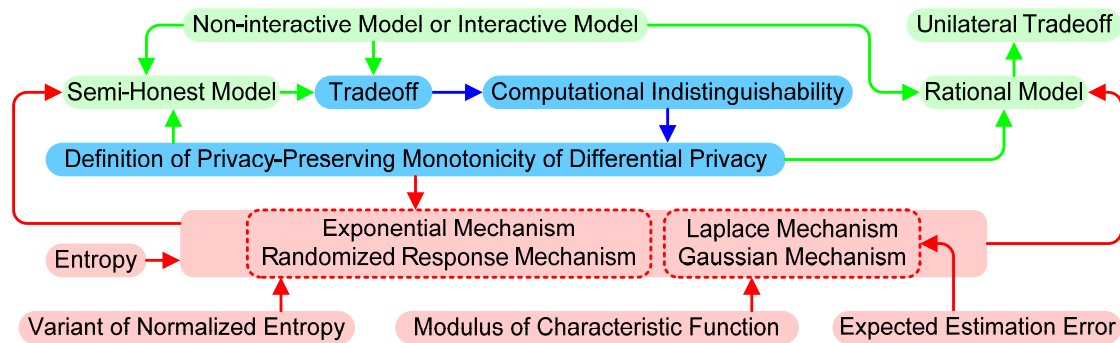 Non-interactive Model or Interactive Model
Unilateral Tradeoff
Semi-Honest Model
Tradeoff
Computational Indistinguishability
Rational Model
Definition of Privacy-Preserving Monotonicity of Differential Privacy
Exponential Mechanism
Randomized Response Mechanism
Laplace Mechanism
Gaussian Mechanism
Entropy
Variant of Normalized Entropy
Modulus of Characteristic Function
Expected Estimation Error